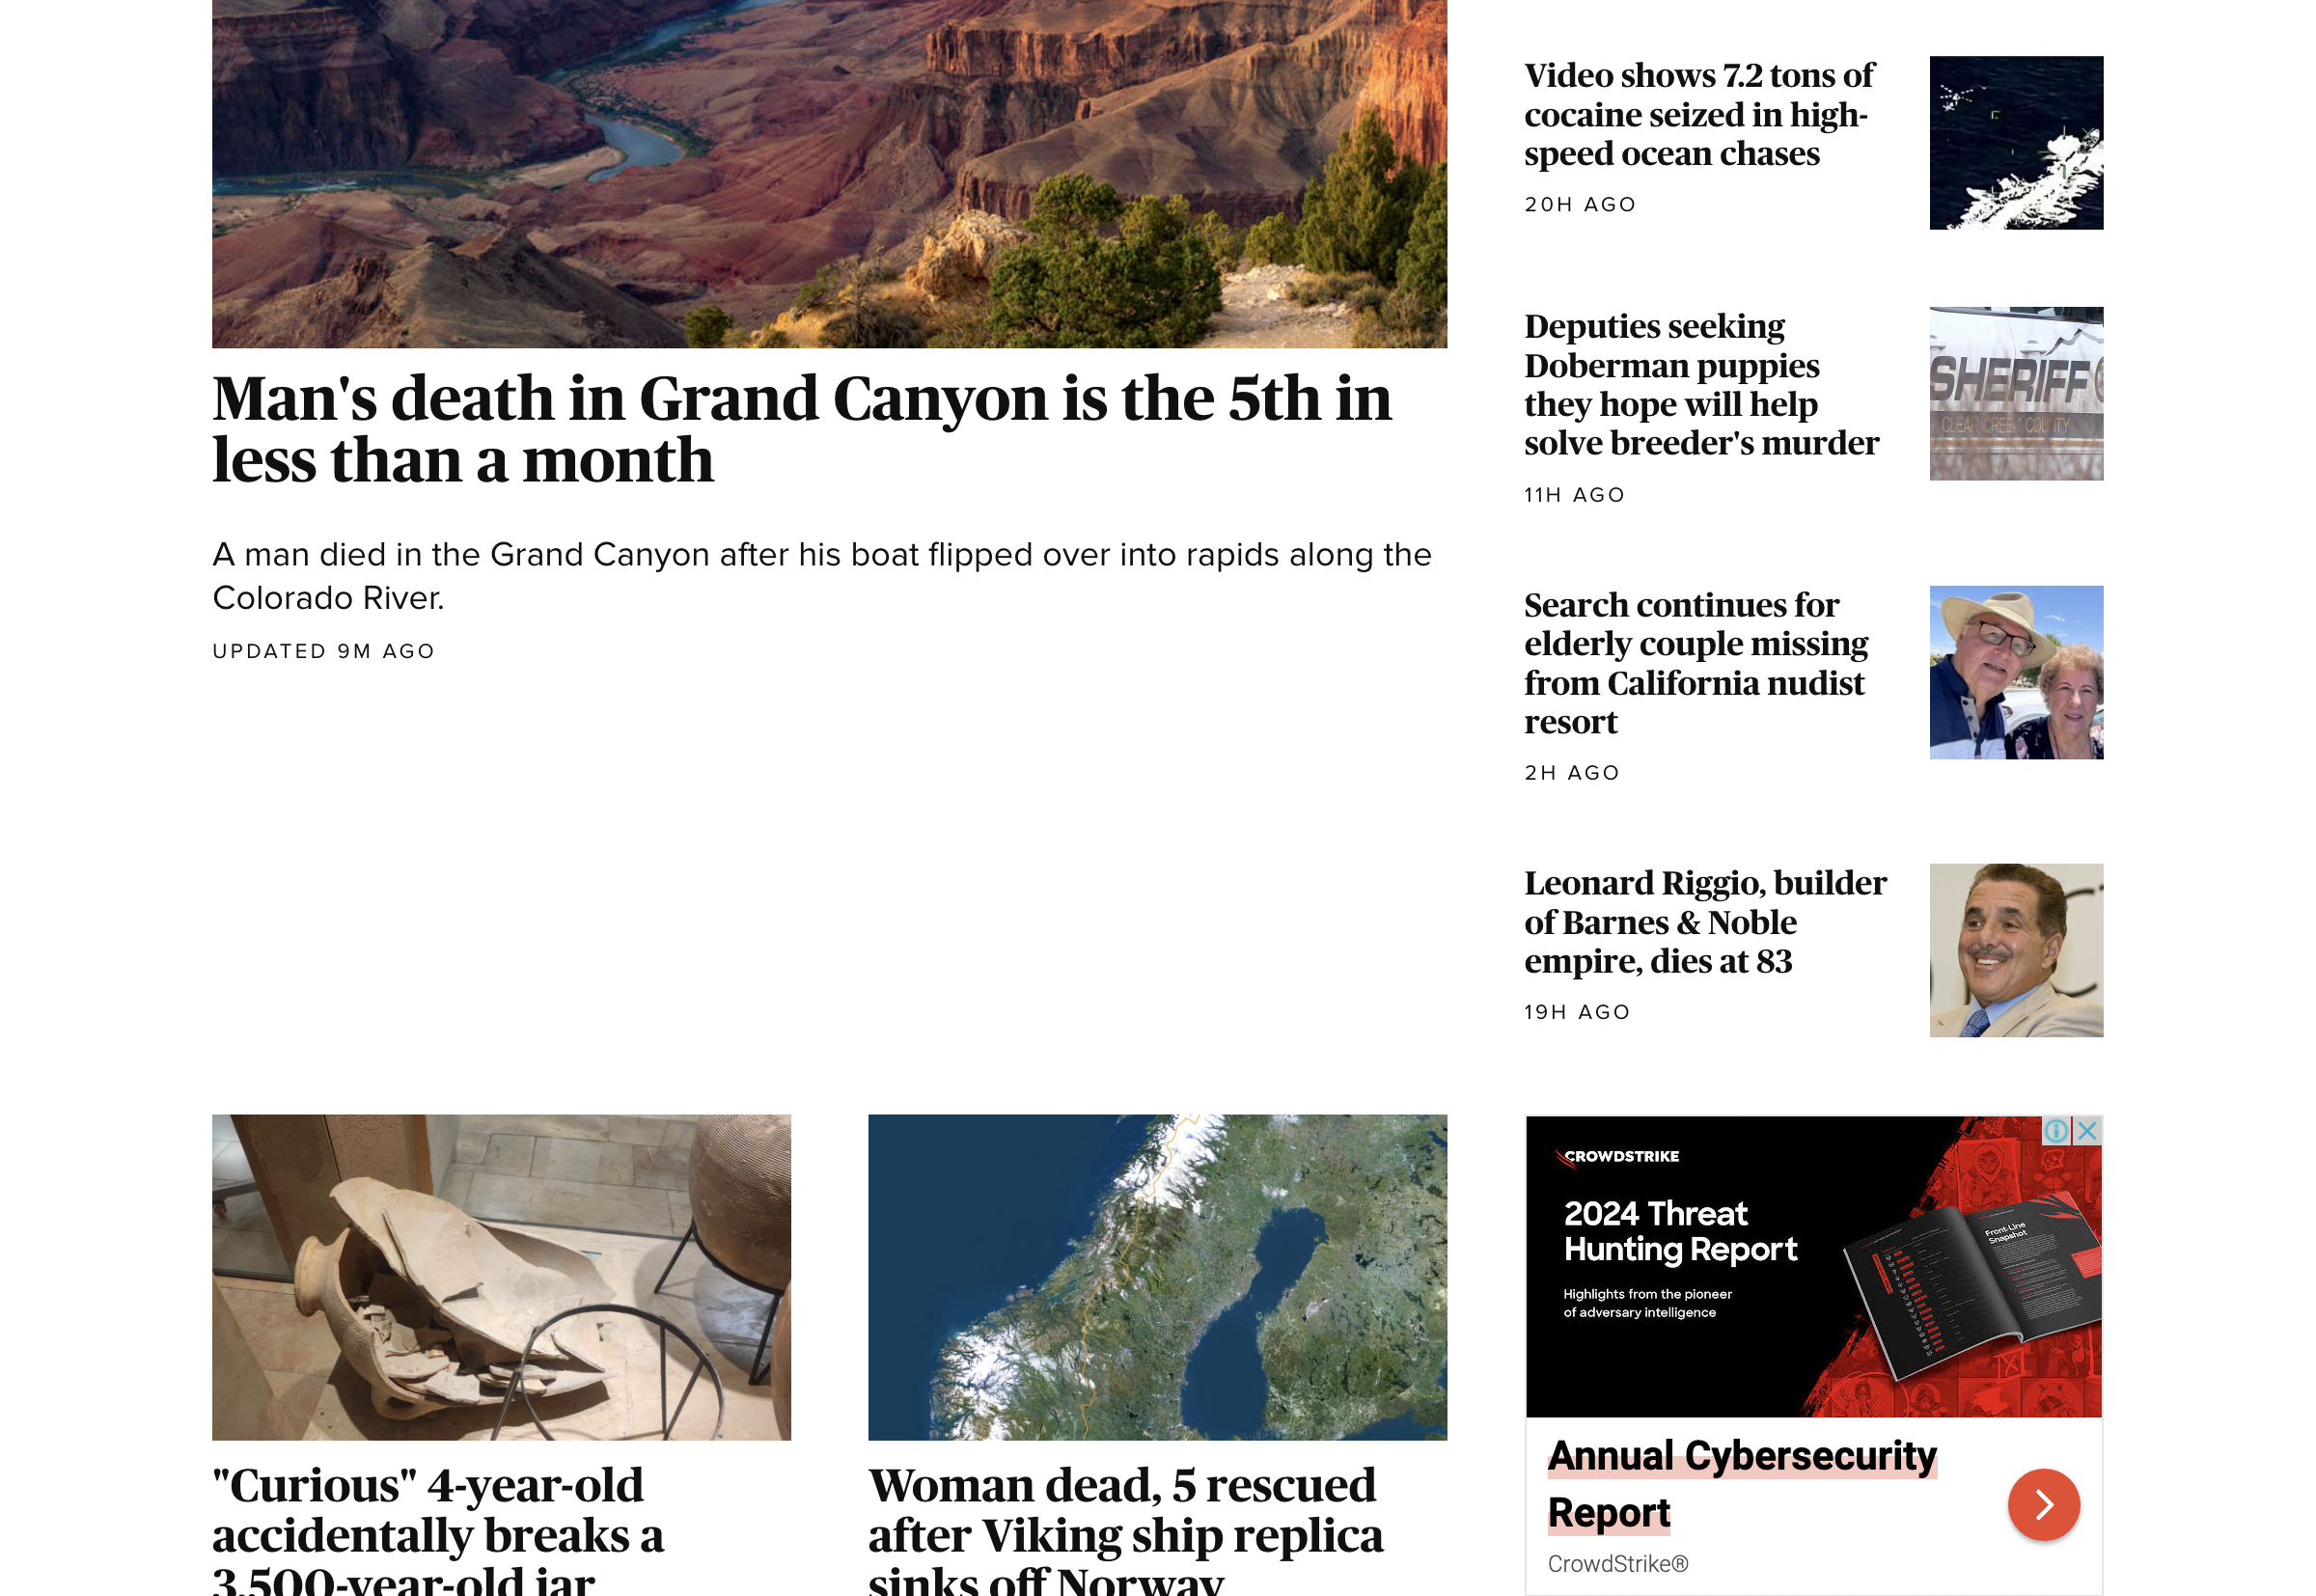 Man's death in Grand Canyon is the 5th in
less than a month
A man died in the Grand Canyon after his boat flipped over into rapids along the
Colorado River.
UPDATED 9M AGO
Video shows 7.2 tons of
cocaine seized in high-
speed ocean chases
20H AGO
Deputies seeking
Doberman puppies
they hope will help
solve breeder's murder
11H AGO
SHERIFF
CLEAR CREEK COUNTY
Search continues for
elderly couple missing
from California nudist
resort
2H AGO
Leonard Riggio, builder
of Barnes & Noble
empire, dies at 83
19H AGO
"Curious" 4-year-old
accidentally breaks a
3,500-year-old jar
Woman dead, 5 rescued
after Viking ship replica
sinks off Norway
CROWDSTRIKE
2024 Threat
Hunting Report
Highlights from the pioneer
of adversary intelligence
Front-Line
Snapshot
Annual Cybersecurity
Report
CrowdStrike®